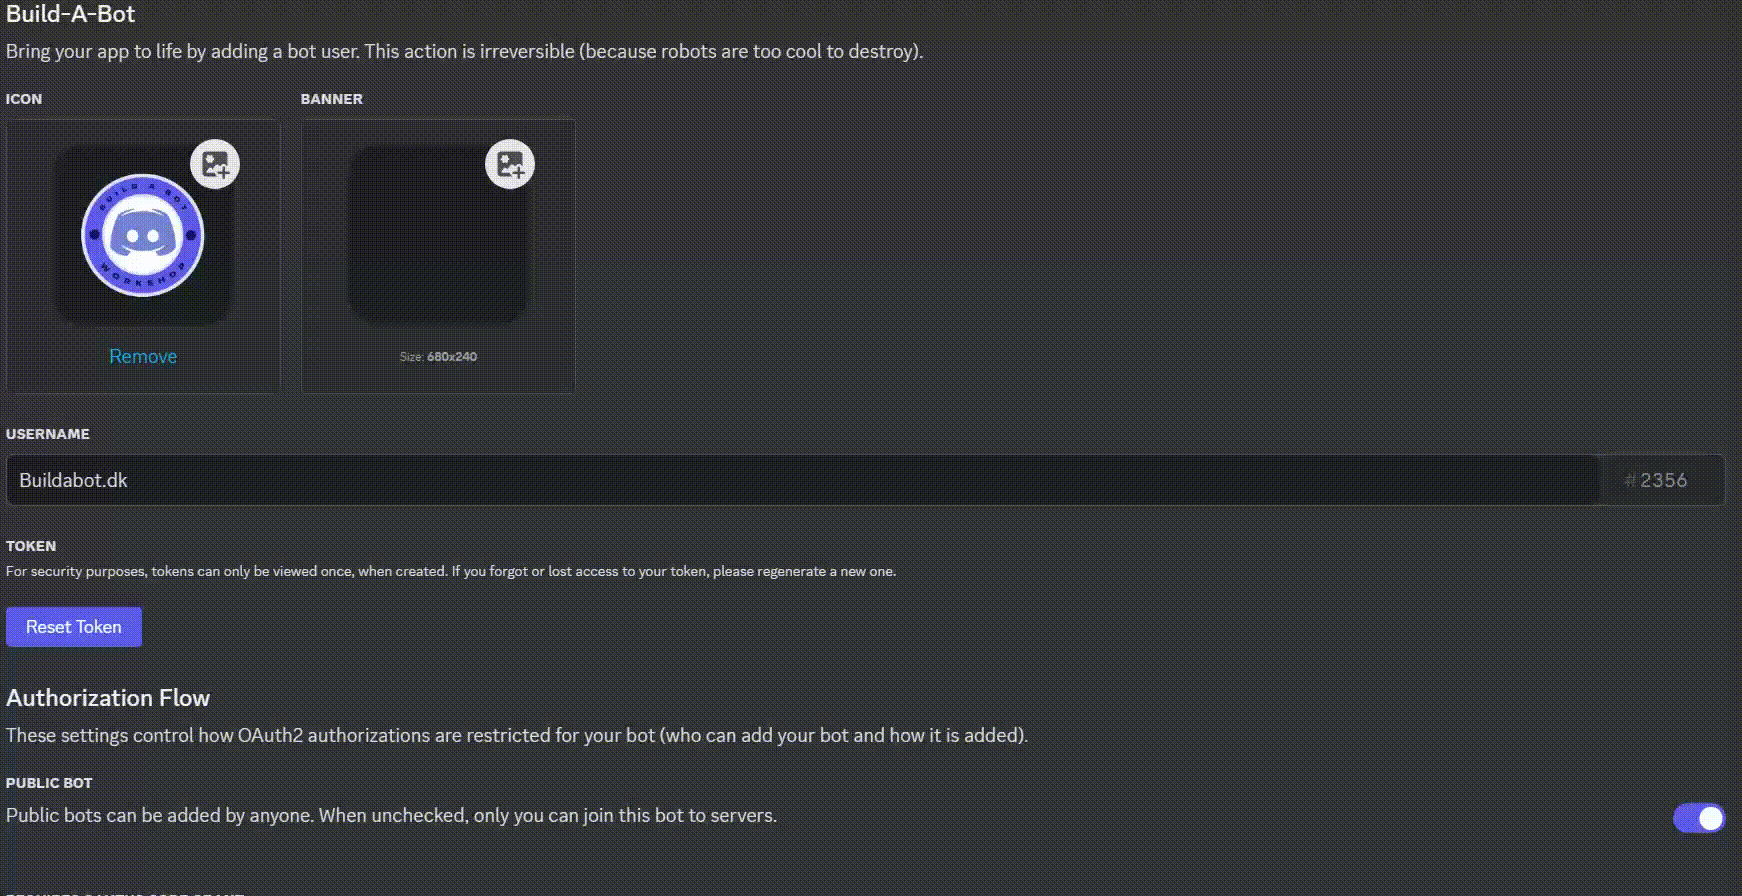 Build-A-Bot
Bring your app to life by adding a bot user. This action is irreversible (because robots are too cool to destroy).
ICON
BANNER
BUILD A BOT
WORKSHOP
Remove
Size: 680x240
USERNAME
Buildabot.dk
#2356
TOKEN
For security purposes, tokens can only be viewed once, when created. If you forgot or lost access to your token, please regenerate a new one.
Reset Token
Authorization Flow
These settings control how OAuth2 authorizations are restricted for your bot (who can add your bot and how it is added).
PUBLIC BOT
Public bots can be added by anyone. When unchecked, only you can join this bot to servers.